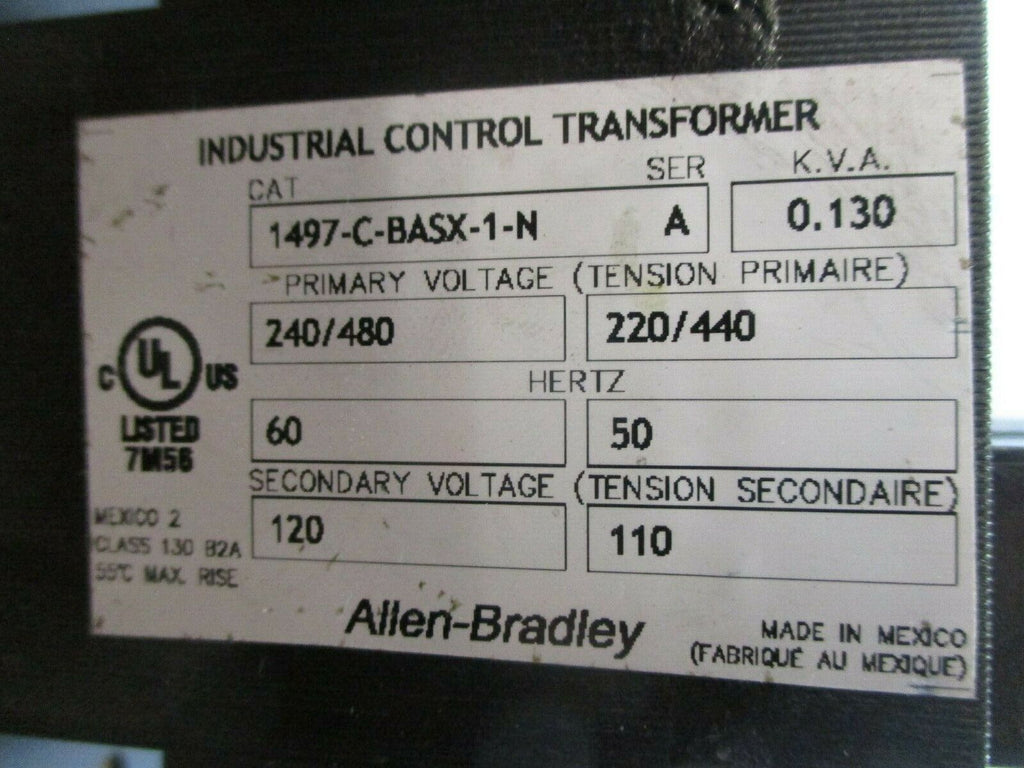 INDUSTRIAL CONTROL TRANSFORMER
CAT SER K.V.A.
1497-C-BASX-1-N A 0.130
PRIMARY VOLTAGE (TENSION PRIMAIRE)
240/480 220/440
HERTZ
60 50
SECONDARY VOLTAGE (TENSION SECONDAIRE)
120 110
C UL US
LISTED
7M56
MEXICO 2
CLASS 130 B2A
55°C MAX. RISE
Allen-Bradley
MADE IN MEXICO
(FABRIQUÉ AU MEXIQUE)